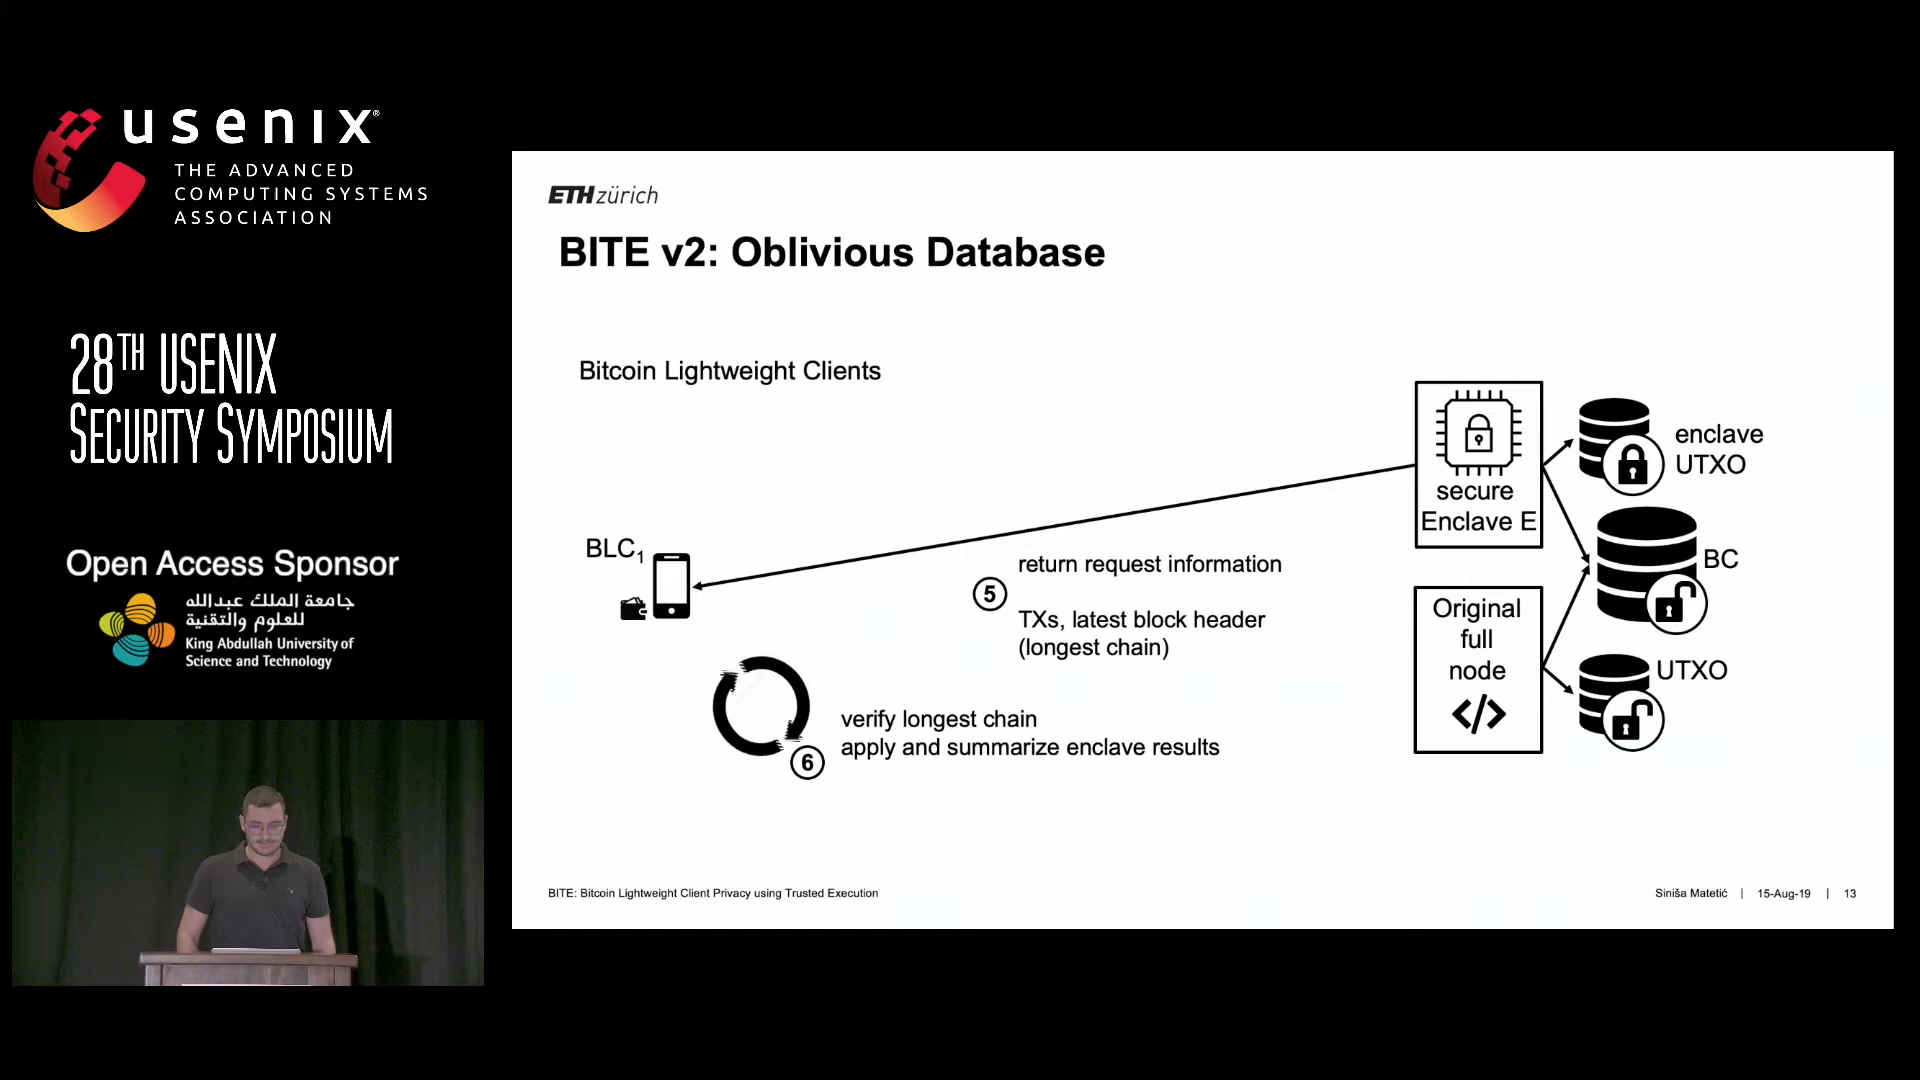 usenix®
THE ADVANCED
COMPUTING SYSTEMS
ASSOCIATION
28TH USENIX
SECURITY SYMPOSIUM
Open Access Sponsor
جامعة الملك عبدالله
للعلوم والتقنية
King Abdullah University of
Science and Technology
ETH zürich
BITE v2: Oblivious Database
Bitcoin Lightweight Clients
BLC1
5
return request information
TXs, latest block header
(longest chain)
6
verify longest chain
apply and summarize enclave results
secure
Enclave E
enclave
UTXO
BC
Original
full
node
</>
UTXO
BITE: Bitcoin Lightweight Client Privacy using Trusted Execution
Siniša Matetić | 15-Aug-19 | 13